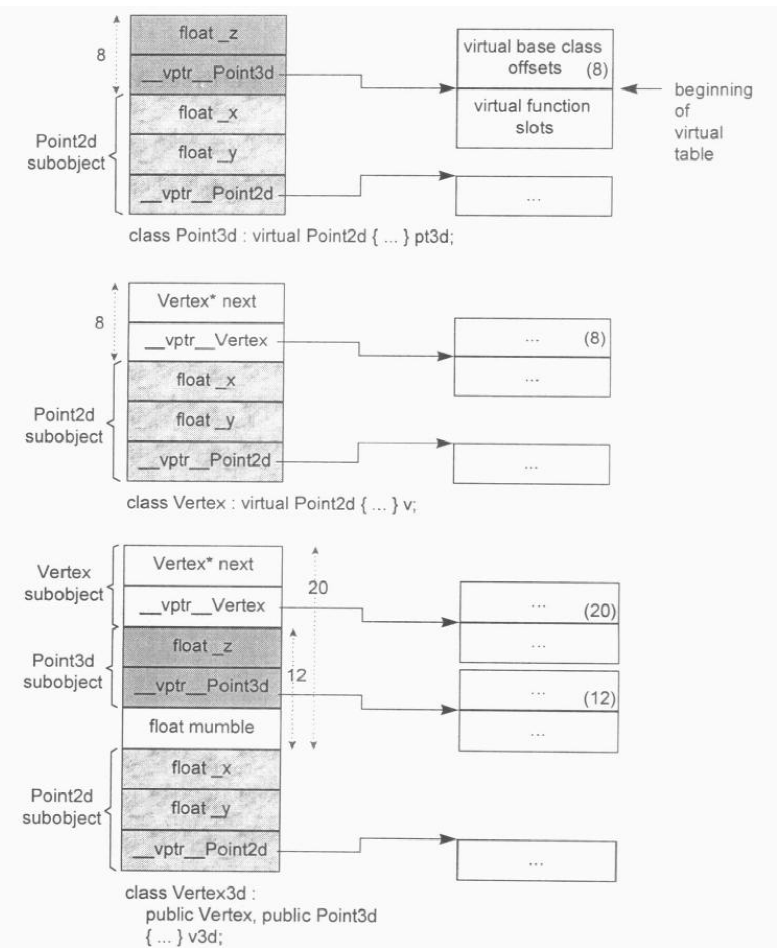 float _z
8
__vptr__Point3d
float _x
Point2d
subobject
float _y
__vptr__Point2d
virtual base class
offsets (8)
virtual function
slots
beginning
of
virtual
table
...
class Point3d : virtual Point2d { ... } pt3d;
Vertex* next
8
__vptr__Vertex
... (8)
...
float _x
Point2d
subobject
float _y
__vptr__Point2d
...
class Vertex : virtual Point2d { ... } v;
Vertex
subobject
Vertex* next
__vptr__Vertex
20
... (20)
...
Point3d
subobject
float _z
__vptr__Point3d
12
... (12)
...
float mumble
Point2d
subobject
float _x
float _y
__vptr__Point2d
...
class Vertex3d :
public Vertex, public Point3d
{ ... } v3d;